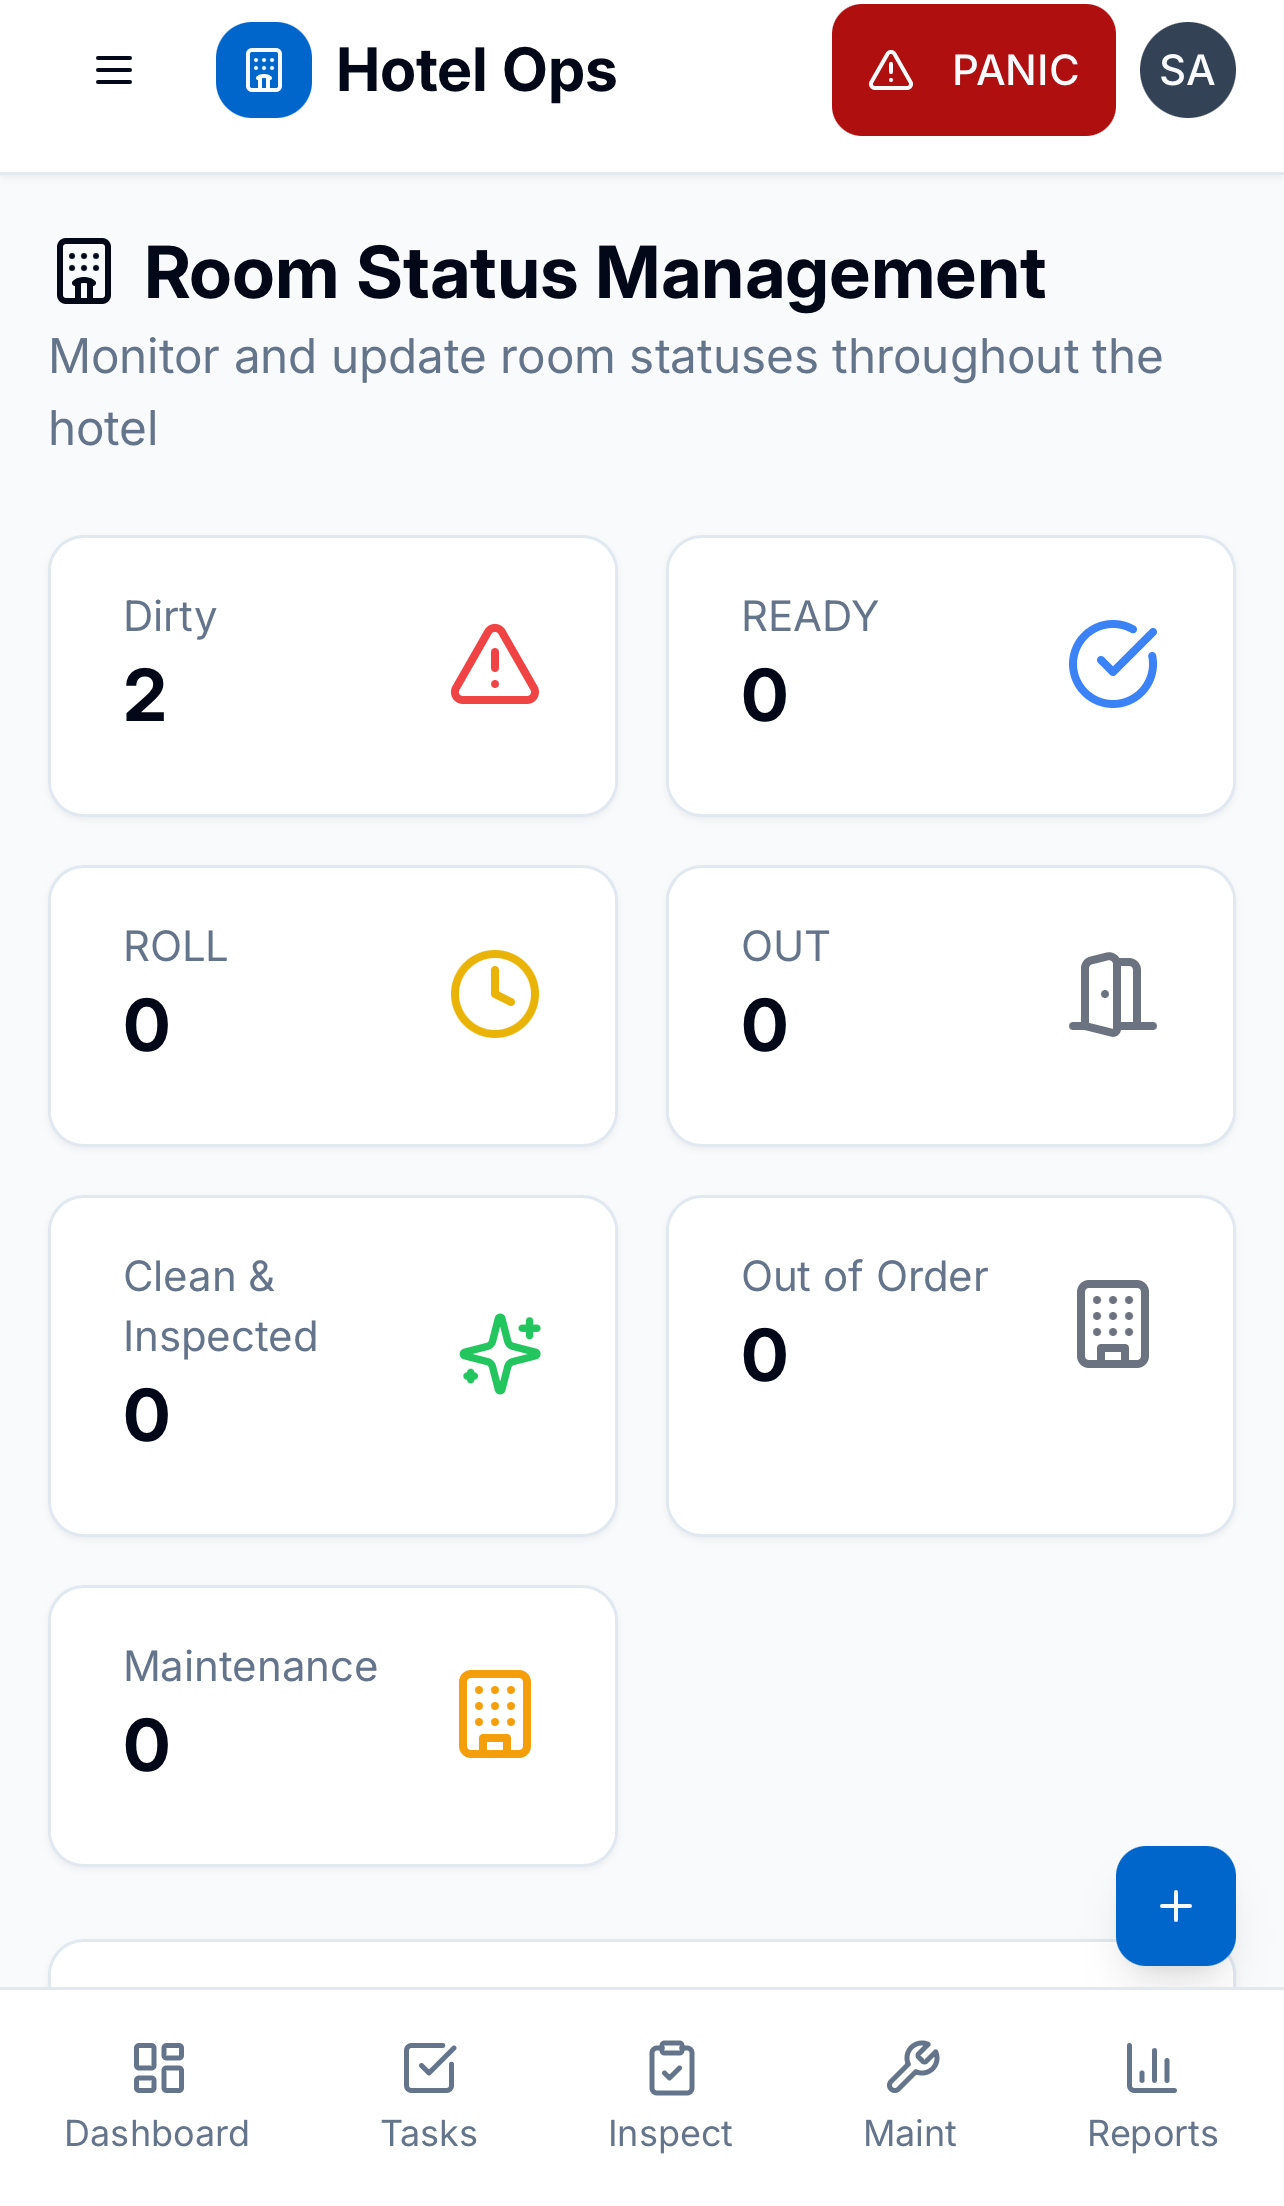 Hotel Ops
PANIC
SA
Room Status Management
Monitor and update room statuses throughout the
hotel
Dirty
2
READY
0
ROLL
0
OUT
0
Clean &
Inspected
0
Out of Order
0
Maintenance
0
Dashboard
Tasks
Inspect
Maint
Reports